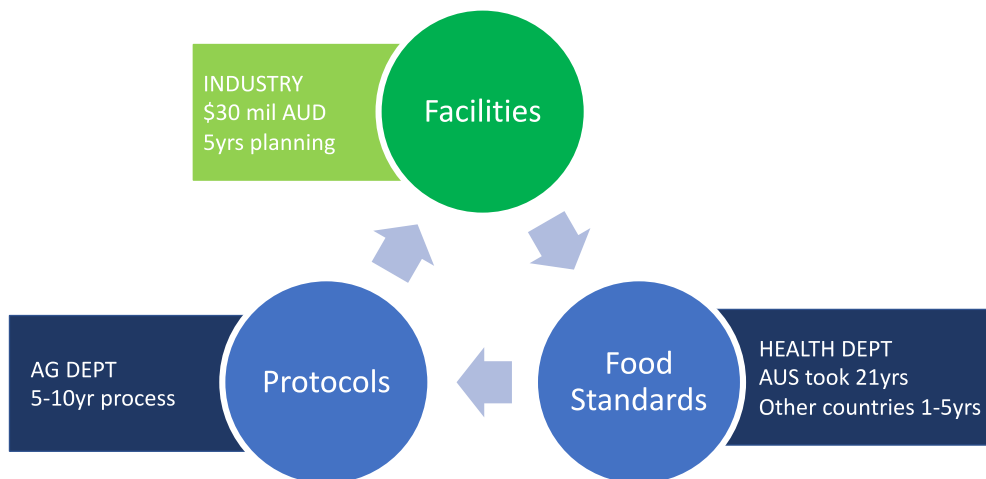 INDUSTRY
$30 mil AUD
5yrs planning
Facilities
AG DEPT
5-10yr process
Protocols
Food
Standards
HEALTH DEPT
AUS took 21yrs
Other countries 1-5yrs